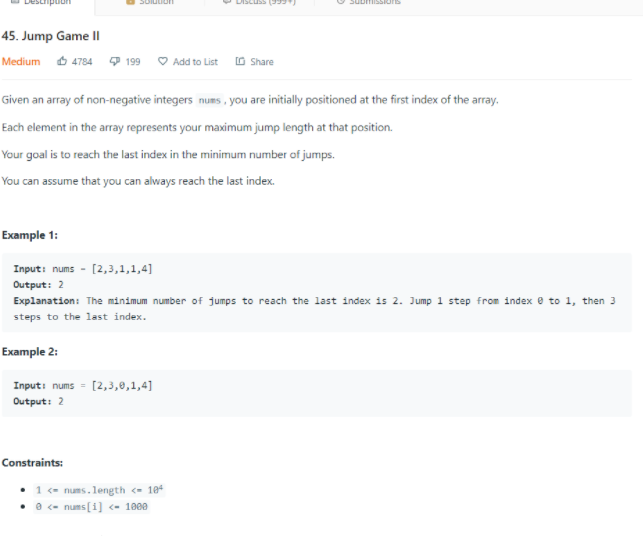 Description Solution Discuss (999+) Submissions
45. Jump Game II
Medium 4784 199 Add to List Share
Given an array of non-negative integers nums , you are initially positioned at the first index of the array.
Each element in the array represents your maximum jump length at that position.
Your goal is to reach the last index in the minimum number of jumps.
You can assume that you can always reach the last index.
Example 1:
Input: nums = [2,3,1,1,4]
Output: 2
Explanation: The minimum number of jumps to reach the last index is 2. Jump 1 step from index 0 to 1, then 3
steps to the last index.
Example 2:
Input: nums = [2,3,0,1,4]
Output: 2
Constraints:
• 1 <= nums.length <= 10⁴
• 0 <= nums[i] <= 1000